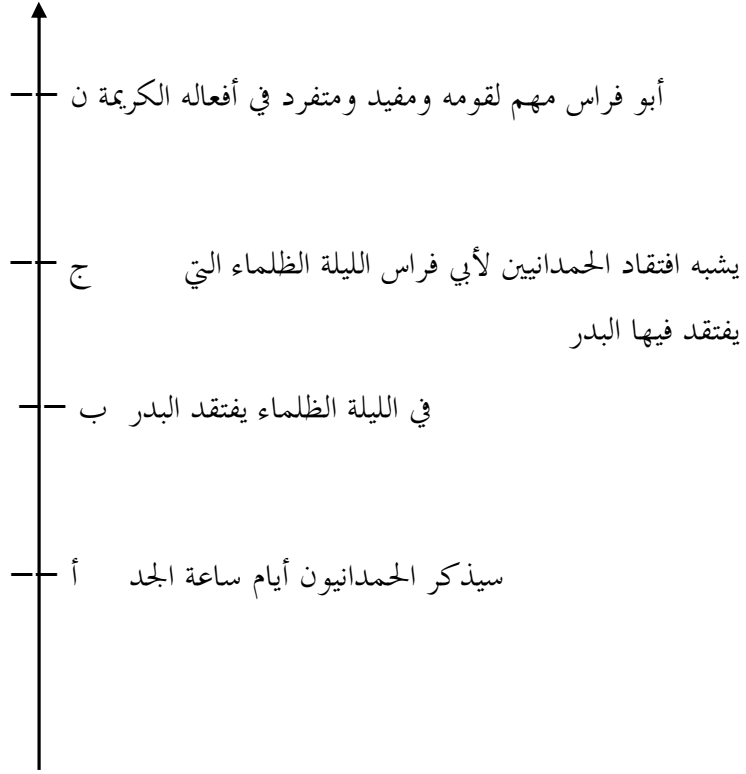 أبو فراس مهم لقومه ومفيد ومتفرد في أفعاله الكريمة ن
يشبه افتقاد الحمدانيين لأبي فراس الليلة الظلماء التي ج
يفتقد فيها البدر
في الليلة الظلماء يفتقد البدر ب
سيذكر الحمدانيون أيام ساعة الجد أ